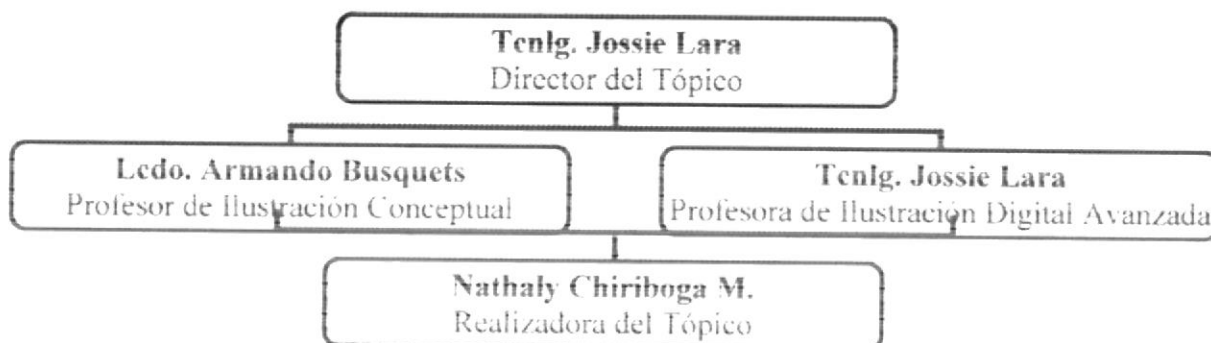 Tcnlg. Jossie Lara
Director del Tópico
Lcdo. Armando Busquets
Profesor de Ilustración Conceptual
Tcnlg. Jossie Lara
Profesora de Ilustración Digital Avanzada
Nathaly Chiriboga M.
Realizadora del Tópico